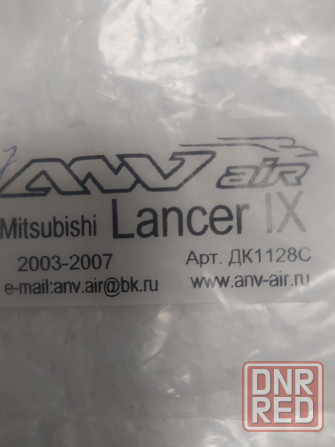 ANV air
Mitsubishi Lancer IX
2003-2007 Арт. ДК1128С
e-mail:anv.air@bk.ru www.anv-air.ru
DNR
RED